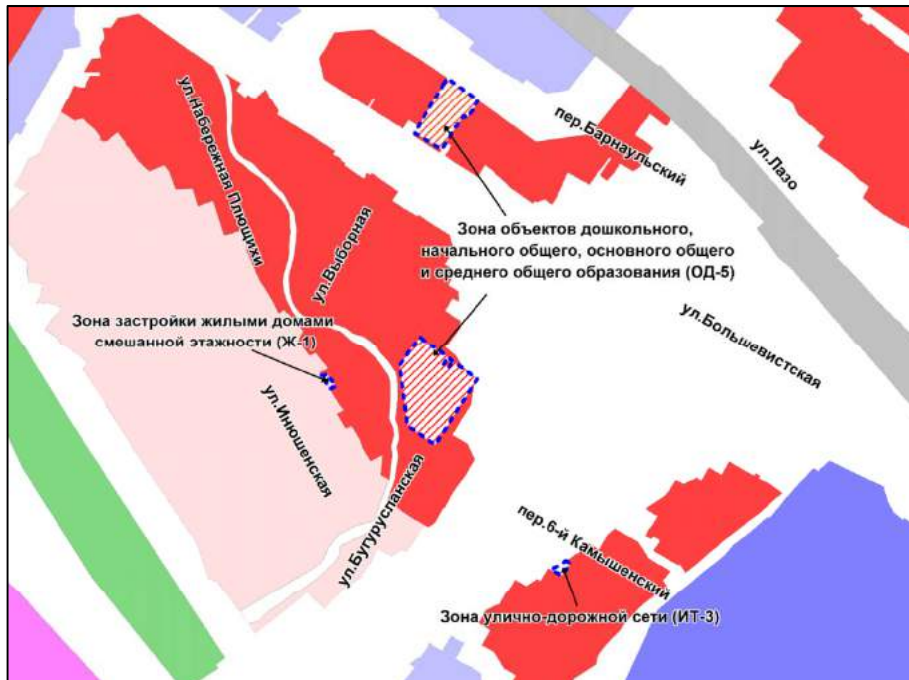 пер.Барнаульский
ул.Лазо
ул.Набережная Плющихи
ул.Выборная
Зона объектов дошкольного,
начального общего, основного общего
и среднего общего образования (ОД-5)
Зона застройки жилыми домами
смешанной этажности (Ж-1)
ул.Большевистская
ул.Инюшенская
ул.Бугурусланская
пер.6-й Камышенский
Зона улично-дорожной сети (ИТ-3)